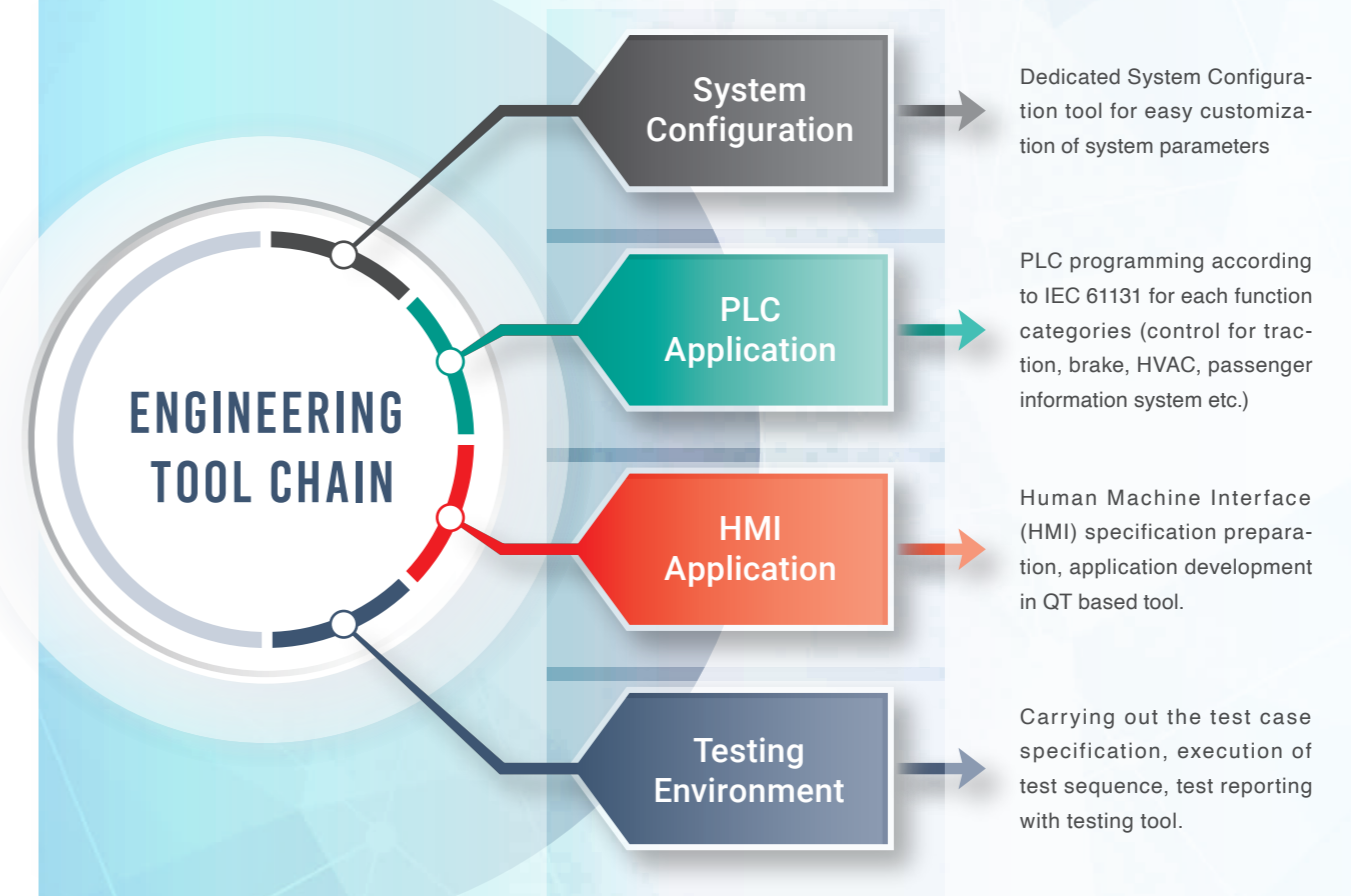 ENGINEERING
TOOL CHAIN
System
Configuration
Dedicated System Configura-
tion tool for easy customiza-
tion of system parameters
PLC
Application
PLC programming according
to IEC 61131 for each function
categories (control for trac-
tion, brake, HVAC, passenger
information system etc.)
HMI
Application
Human Machine Interface
(HMI) specification prepara-
tion, application development
in QT based tool.
Testing
Environment
Carrying out the test case
specification, execution of
test sequence, test reporting
with testing tool.